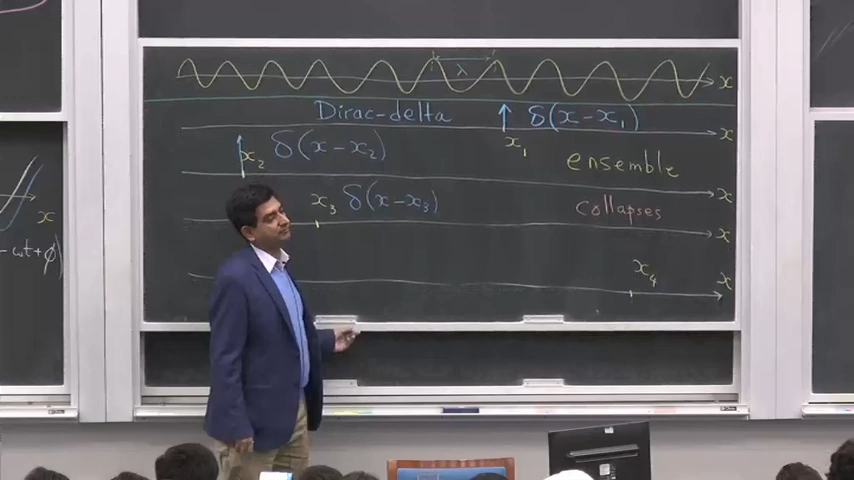 λ
x
Dirac-delta δ(x-x₁)
x
x₁
x₂ δ(x-x₂)
ensemble
x
x₃ δ(x-x₃)
collapses
x
x₄
x
x
-ωt+φ)